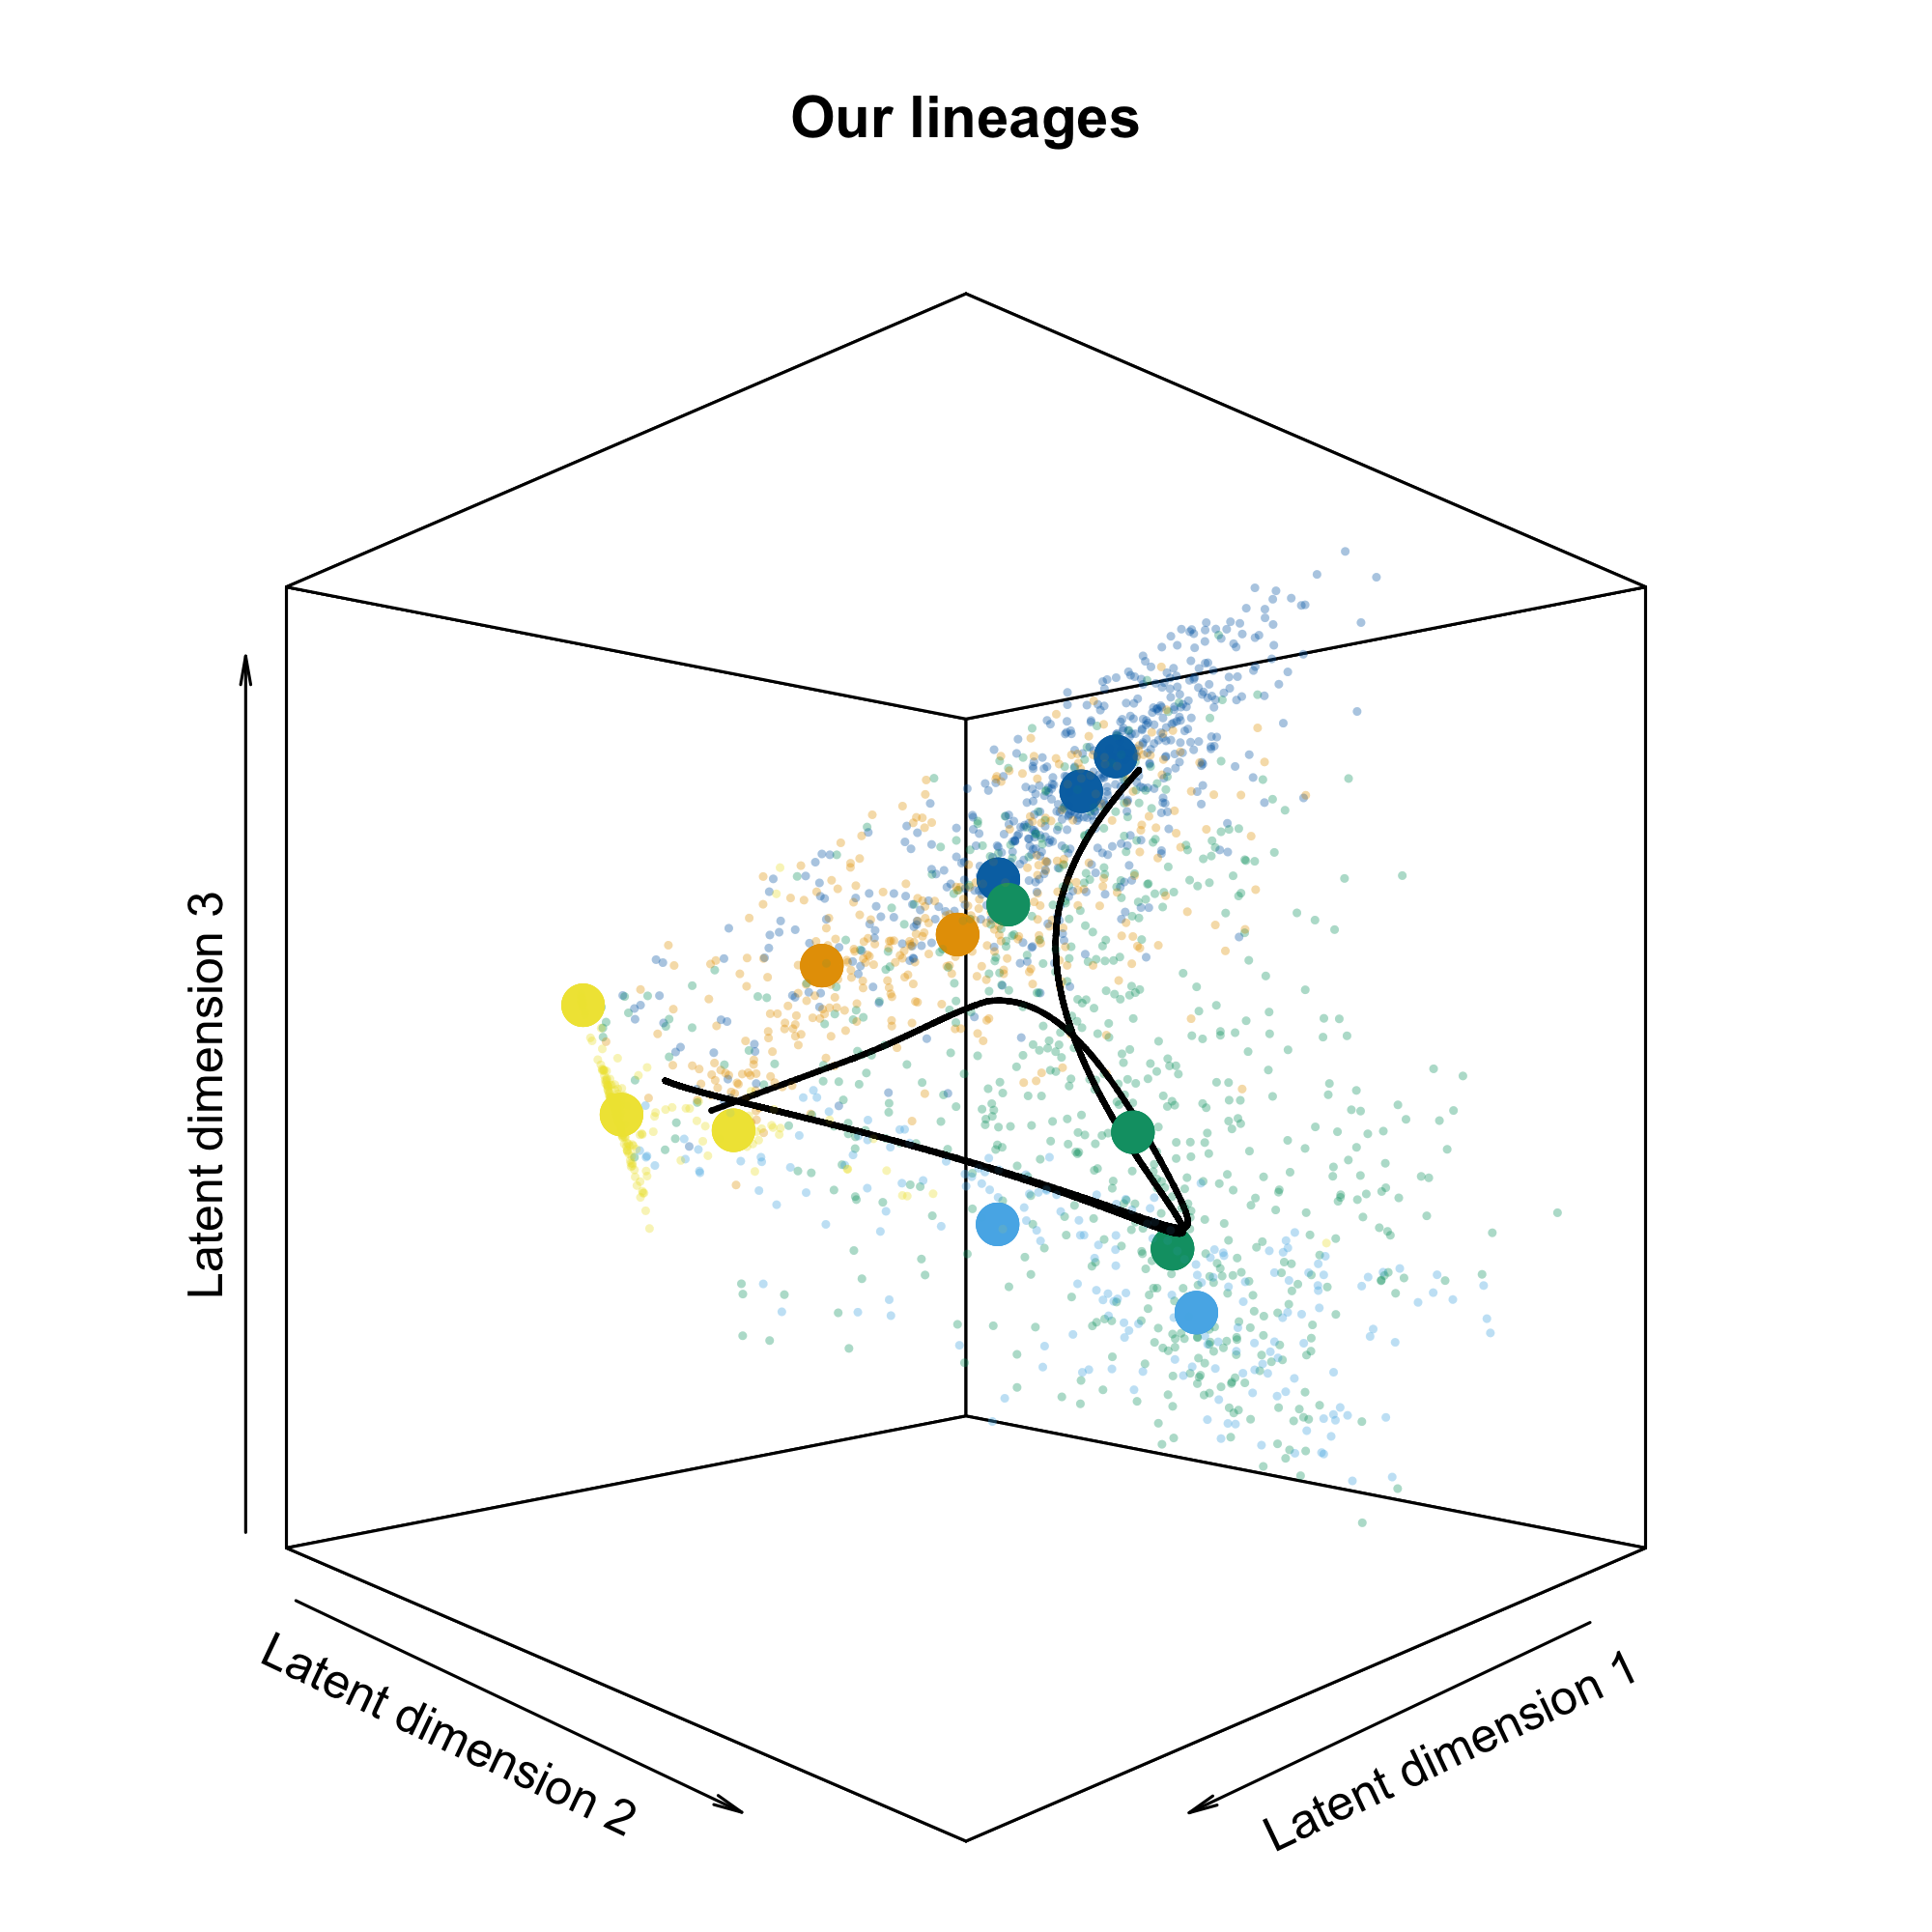 Our lineages
Latent dimension 3
Latent dimension 2
Latent dimension 1